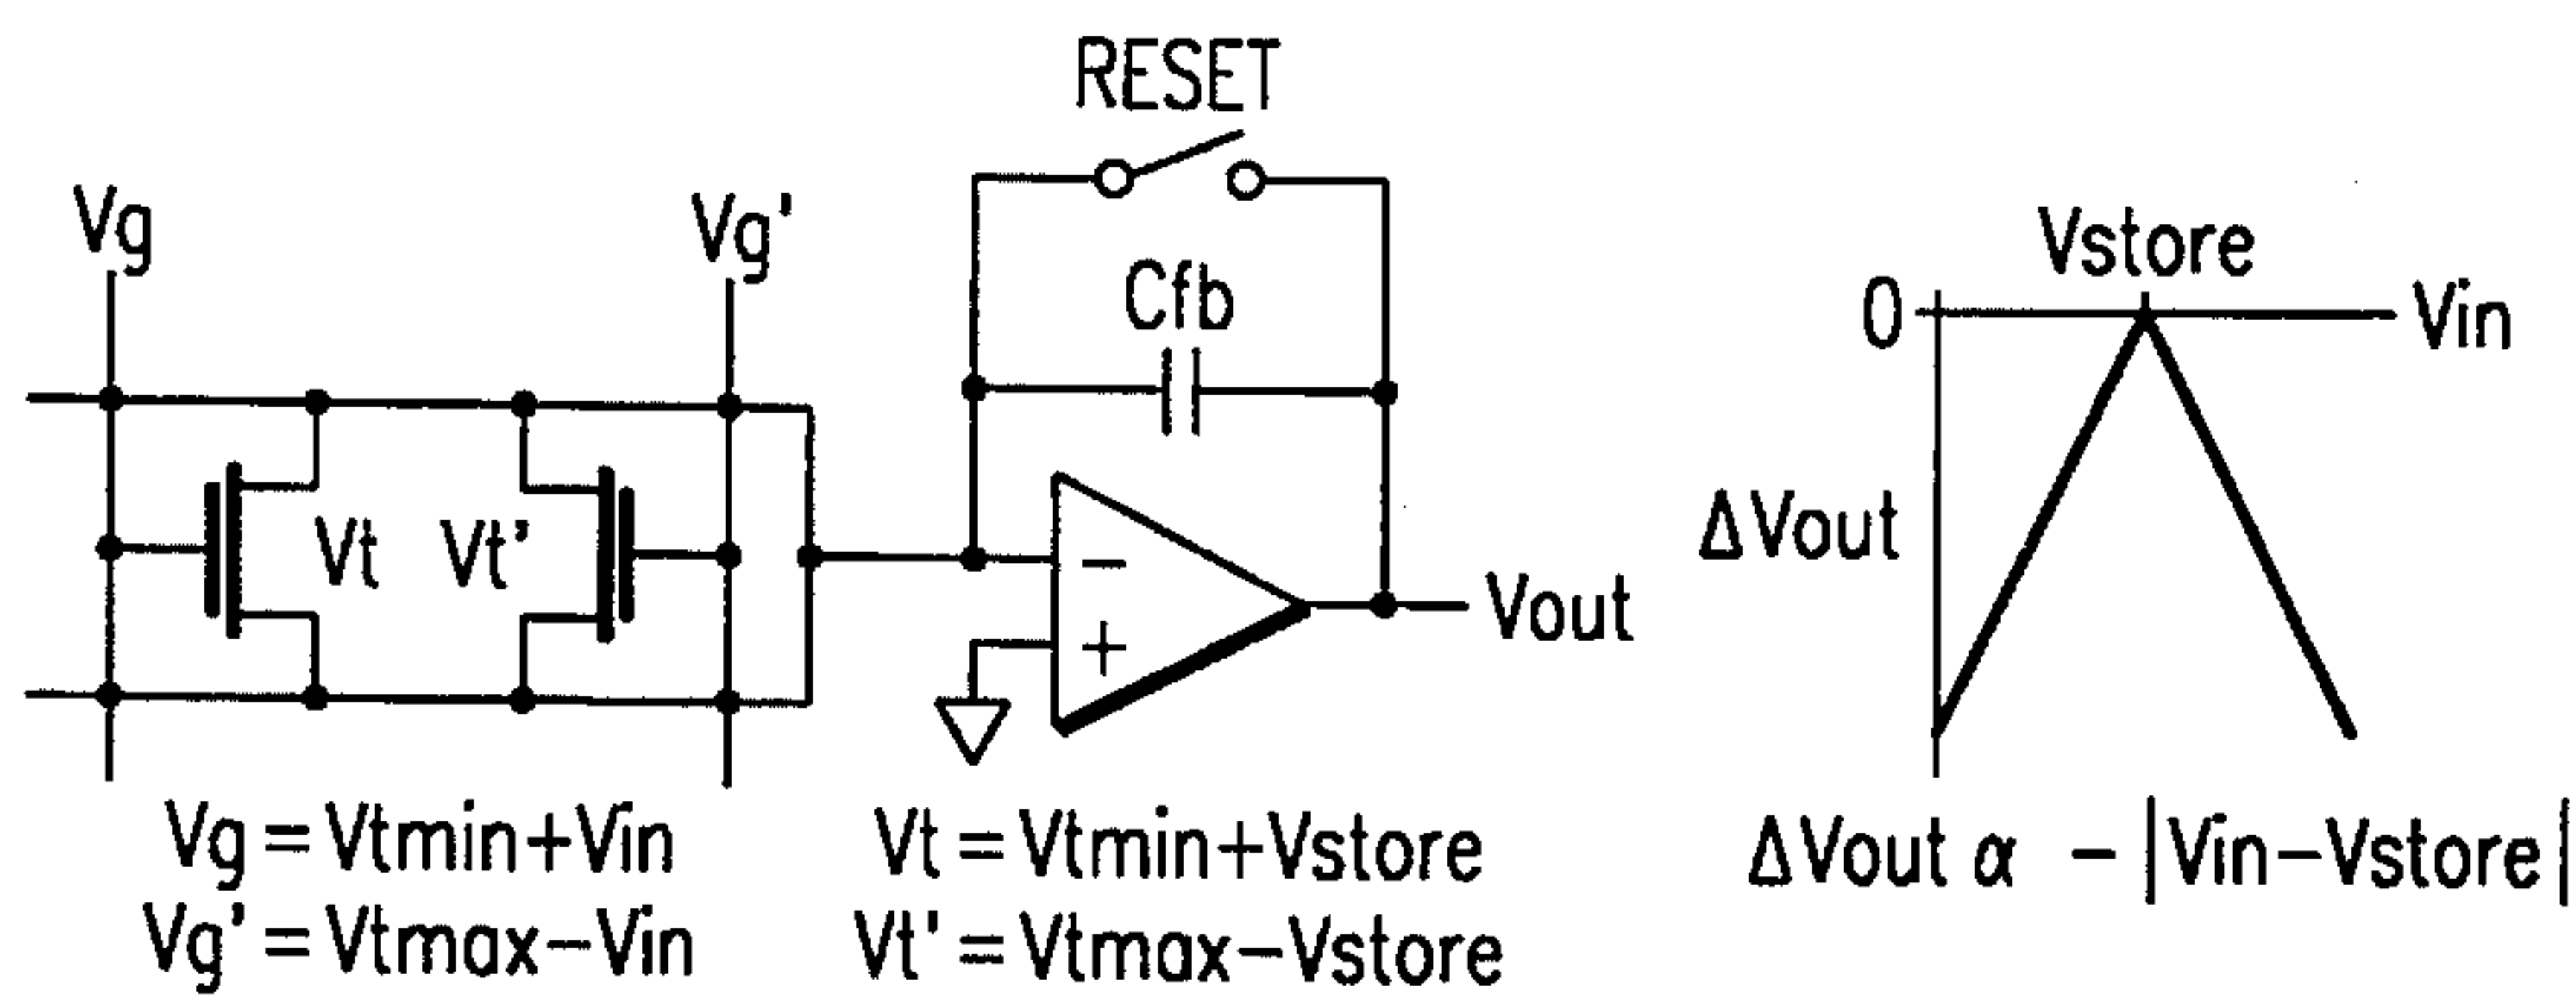 RESET
Vg
Vg'
Cfb
Vstore
0
Vin
Vt
Vt'
ΔVout
−
+
Vout
Vg = Vtmin+Vin
Vt = Vtmin+Vstore
ΔVout α −|Vin−Vstore|
Vg' = Vtmax−Vin
Vt' = Vtmax−Vstore